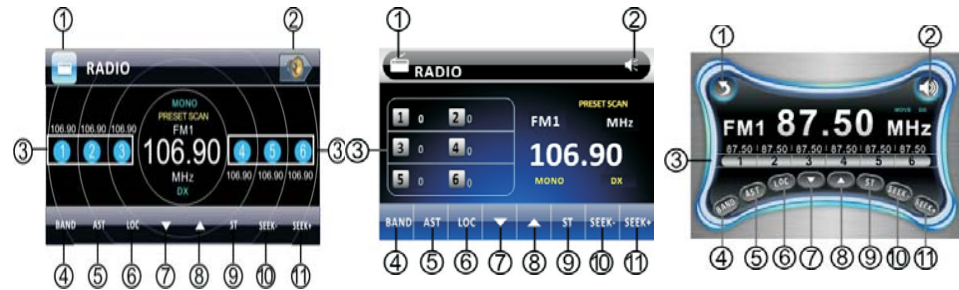 ① ②
RADIO
MONO
PRESET SCAN
FM1
106.90 106.90 106.90
③ 1 2 3 106.90 4 5 6 ③
MHz
106.90 106.90 106.90
DX
BAND AST LOC ▼ ▲ ST SEEK- SEEK+
④ ⑤ ⑥ ⑦ ⑧ ⑨ ⑩ ⑪
① ②
RADIO
PRESET SCAN
1 0 2 0 FM1 MHz
③ 3 0 4 0 106.90
5 0 6 0 MONO DX
BAND AST LOC ▼ ▲ ST SEEK- SEEK+
④ ⑤ ⑥ ⑦ ⑧ ⑨ ⑩ ⑪
① ②
FM1 87.50 MHz
87.50 87.50 87.50 87.50 87.50 87.50
③ 1 2 3 4 5 6
BAND AST LOC ▼ ▲ ST SEEK- SEEK+
④ ⑤ ⑥ ⑦ ⑧ ⑨ ⑩ ⑪